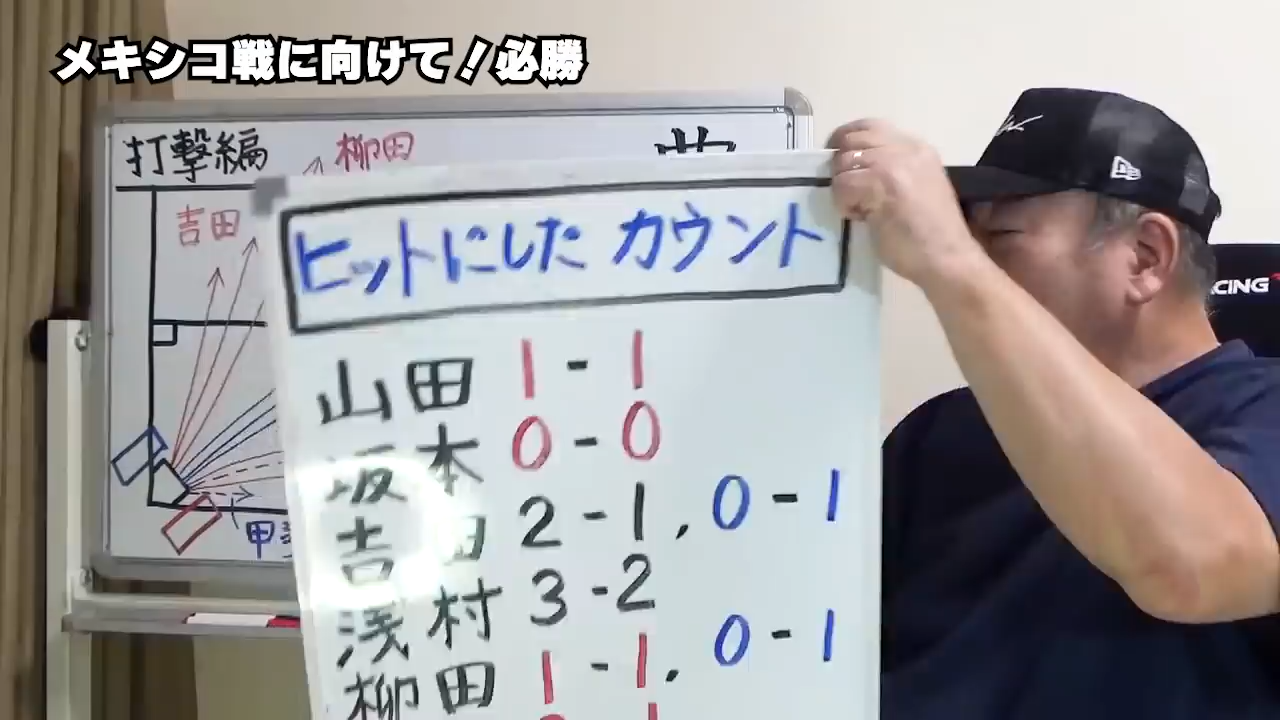 メキシコ戦に向けて!必勝
打撃編
柳田
吉田
甲
ヒットにした カウント
山田 1-1
坂本 0-0
吉田 2-1, 0-1
浅村 3-2
柳田 1-1, 0-1
CING